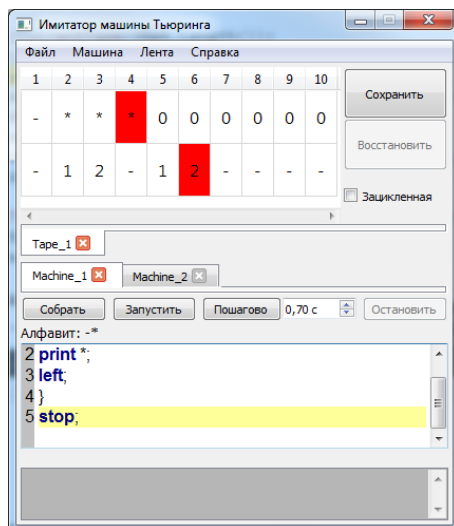 Имитатор машины Тьюринга
Файл Машина Лента Справка
1 2 3 4 5 6 7 8 9 10
- * * * 0 0 0 0 0 0
- 1 2 - 1 2 - - - -
Сохранить
Восстановить
Зацикленная
Tape_1
Machine_1 Machine_2
Собрать Запустить Пошагово 0,70 с Остановить
Алфавит: -*
2 print *;
3 left;
4 }
5 stop;